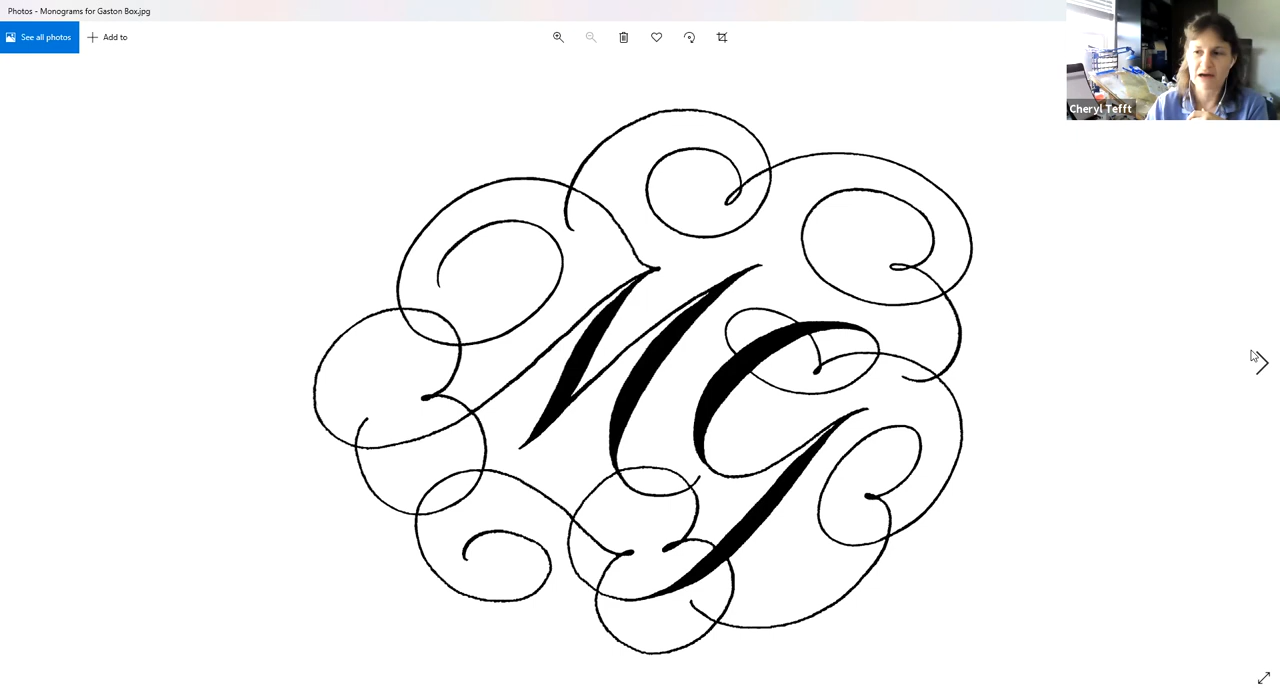 Photos - Monograms for Gaston Box.jpg
See all photos
Add to
Cheryl Tefft
MG